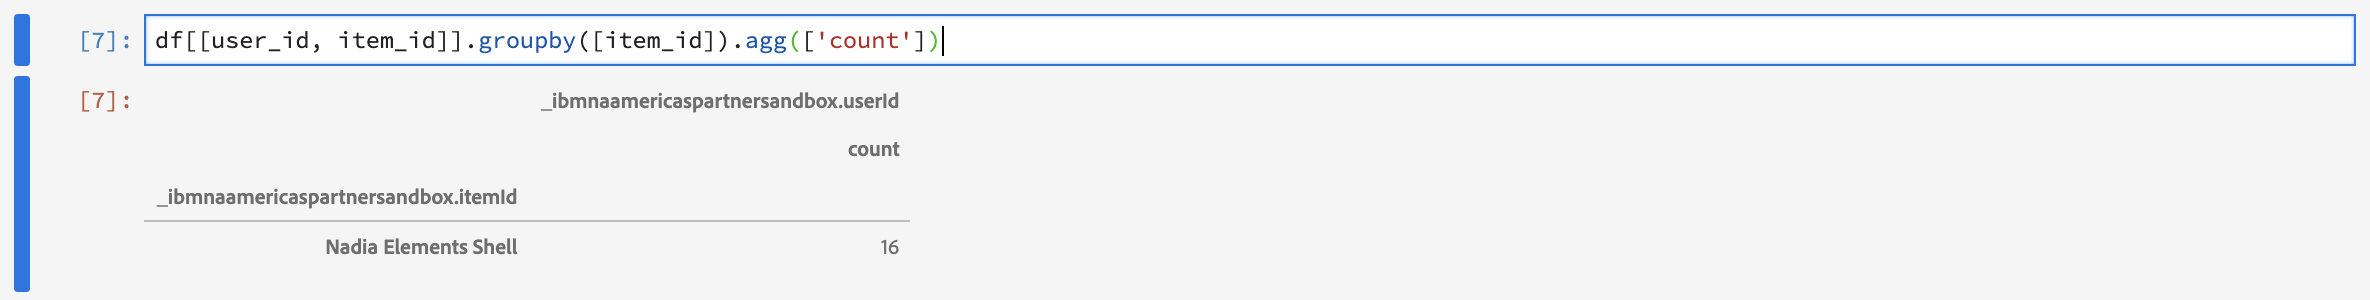 [7]: df[[user_id, item_id]].groupby([item_id]).agg(['count'])
[7]: _ibmnaamericaspartnersandbox.userId
count
_ibmnaamericaspartnersandbox.itemId
Nadia Elements Shell 16